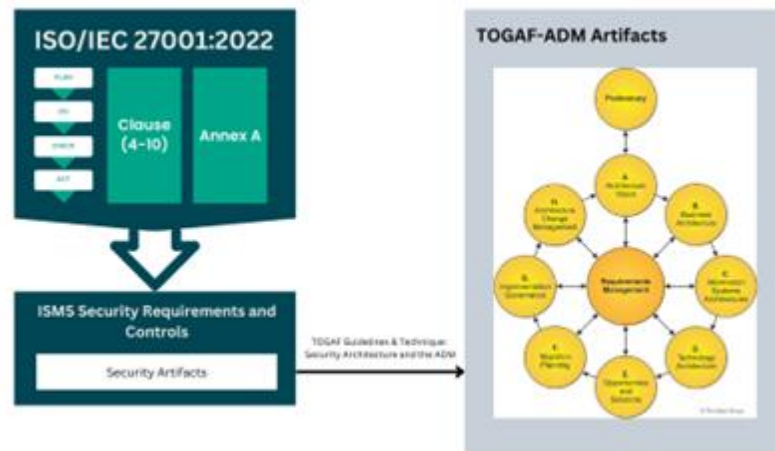 ISO/IEC 27001:2022
PLAN
DO
CHECK
ACT
Clause
(4-10)
Annex A
ISMS Security Requirements and
Controls
Security Artifacts
TOGAF Guidelines & Technique:
Security Architecture and the ADM
TOGAF-ADM Artifacts
Preliminary
A.
Architecture
Vision
B.
Business
Architecture
C.
Information
Systems
Architectures
D.
Technology
Architecture
E.
Opportunities
and
Solutions
F.
Migration
Planning
G.
Implementation
Governance
H.
Architecture
Change
Management
Requirements
Management